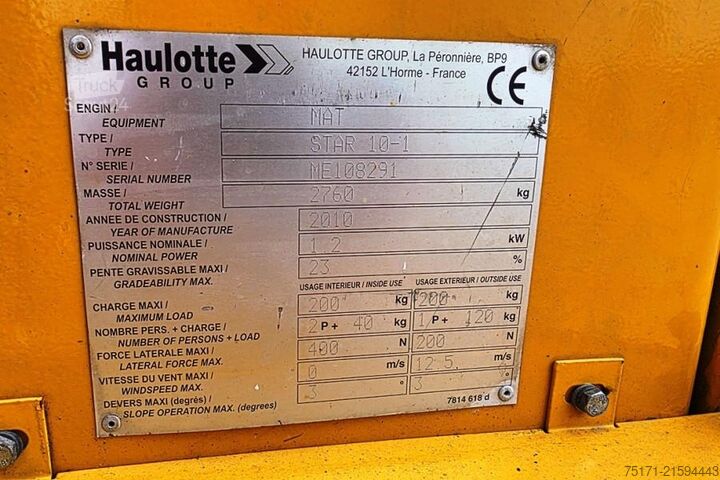 Haulotte
GROUP
HAULOTTE GROUP, La Péronnière, BP9
42152 L'Horme - France
CE
ENGIN /
EQUIPMENT
MAT
TYPE /
TYPE
STAR 10-1
N° SERIE /
SERIAL NUMBER
ME108291
MASSE /
TOTAL WEIGHT
2760 kg
ANNEE DE CONSTRUCTION /
YEAR OF MANUFACTURE
2010
PUISSANCE NOMINALE /
NOMINAL POWER
1.2 kW
PENTE GRAVISSABLE MAXI /
GRADEABILITY MAX.
23 %
USAGE INTERIEUR / INSIDE USE
USAGE EXTERIEUR / OUTSIDE USE
CHARGE MAXI /
MAXIMUM LOAD
200 kg 200 kg
NOMBRE PERS. + CHARGE /
NUMBER OF PERSONS + LOAD
2 P + 40 kg 1 P + 120 kg
FORCE LATERALE MAXI /
LATERAL FORCE MAX.
400 N 200 N
VITESSE DU VENT MAXI /
WINDSPEED MAX.
0 m/s 12.5 m/s
DEVERS MAXI (degrés) /
SLOPE OPERATION MAX. (degrees)
3 ° 3 °
7814 618 d
Truck
75171-21594443